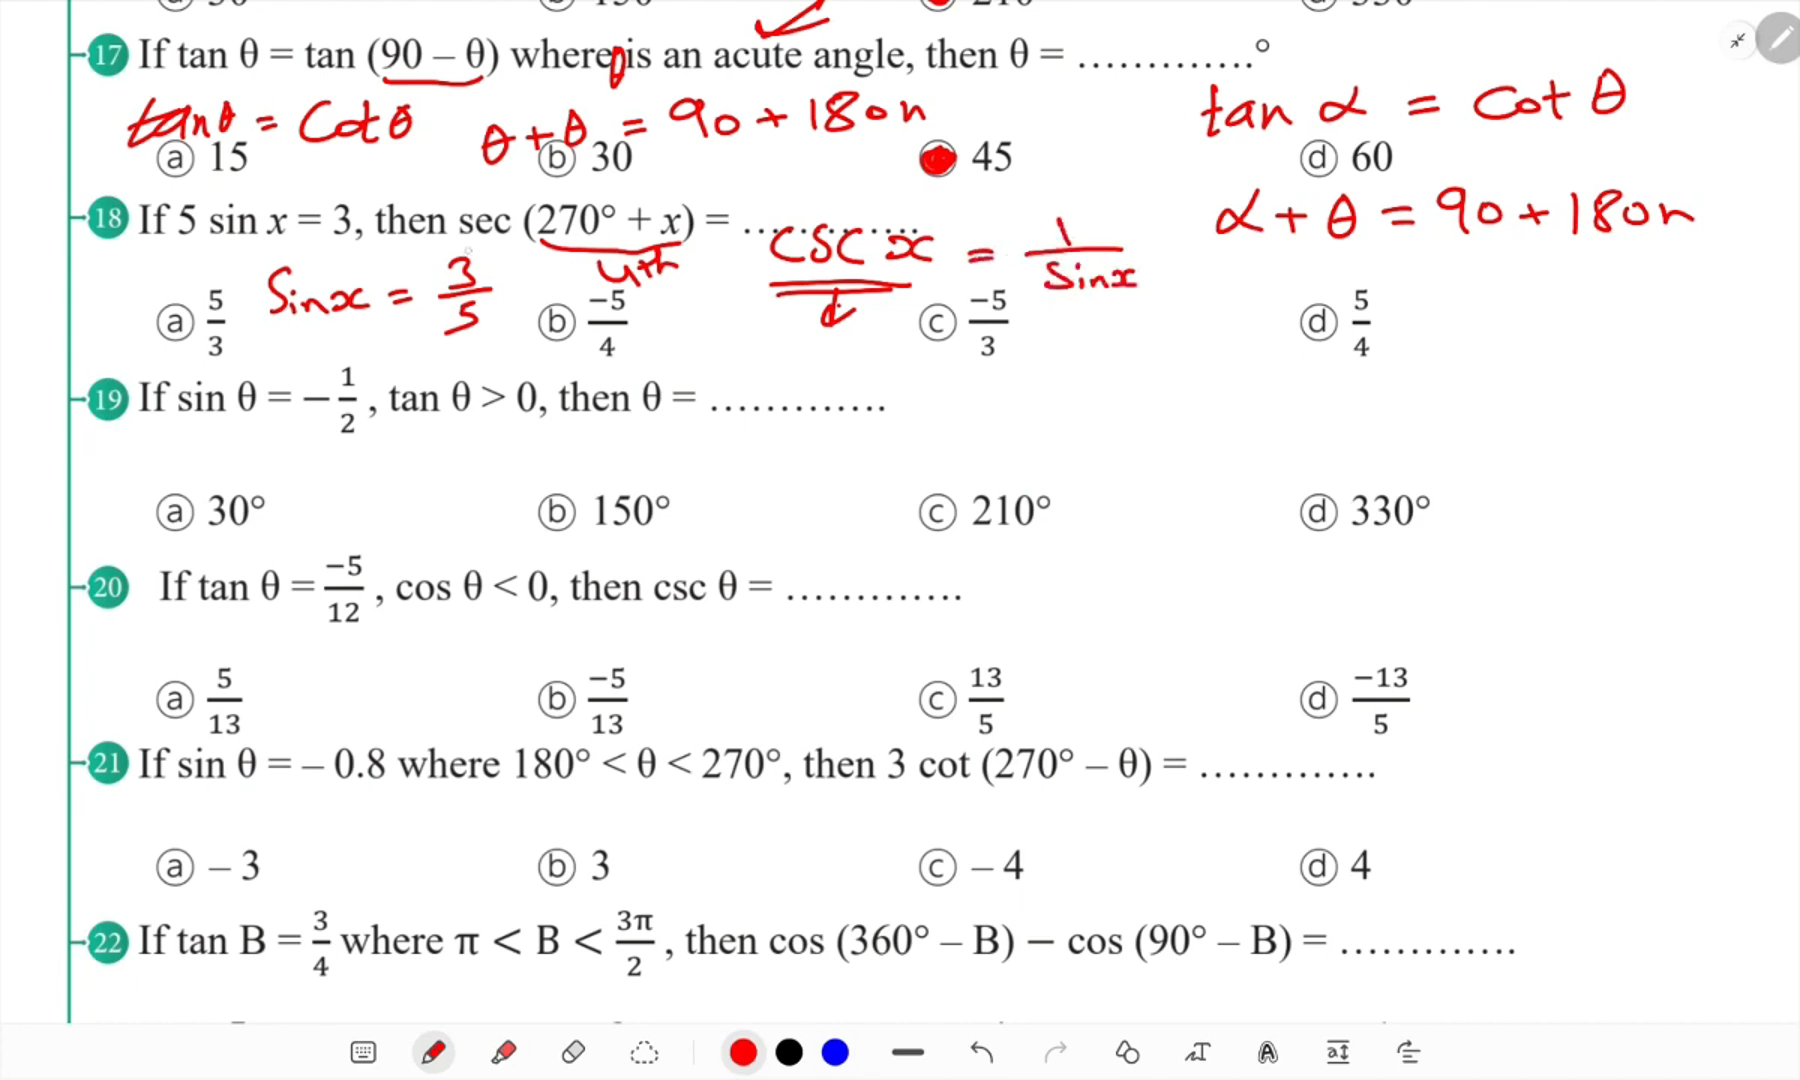 17 If tan θ = tan (90 – θ) where θ is an acute angle, then θ = ………….°
tan θ = Cot θ θ + θ = 90 + 180n tan α = Cot θ
ⓐ 15 ⓑ 30 45 ⓓ 60
α + θ = 90 + 180n
18 If 5 sin x = 3, then sec (270° + x) = ………….
Sin x = 3/5 4th CSC x = 1/Sin x
ⓐ 5/3 ⓑ −5/4 ⓒ −5/3 ⓓ 5/4
19 If sin θ = − 1/2 , tan θ > 0, then θ = ………….
ⓐ 30° ⓑ 150° ⓒ 210° ⓓ 330°
20 If tan θ = −5/12 , cos θ < 0, then csc θ = ………….
ⓐ 5/13 ⓑ −5/13 ⓒ 13/5 ⓓ −13/5
21 If sin θ = – 0.8 where 180° < θ < 270°, then 3 cot (270° – θ) = ………….
ⓐ – 3 ⓑ 3 ⓒ – 4 ⓓ 4
22 If tan B = 3/4 where π < B < 3π/2 , then cos (360° – B) − cos (90° – B) = ………….